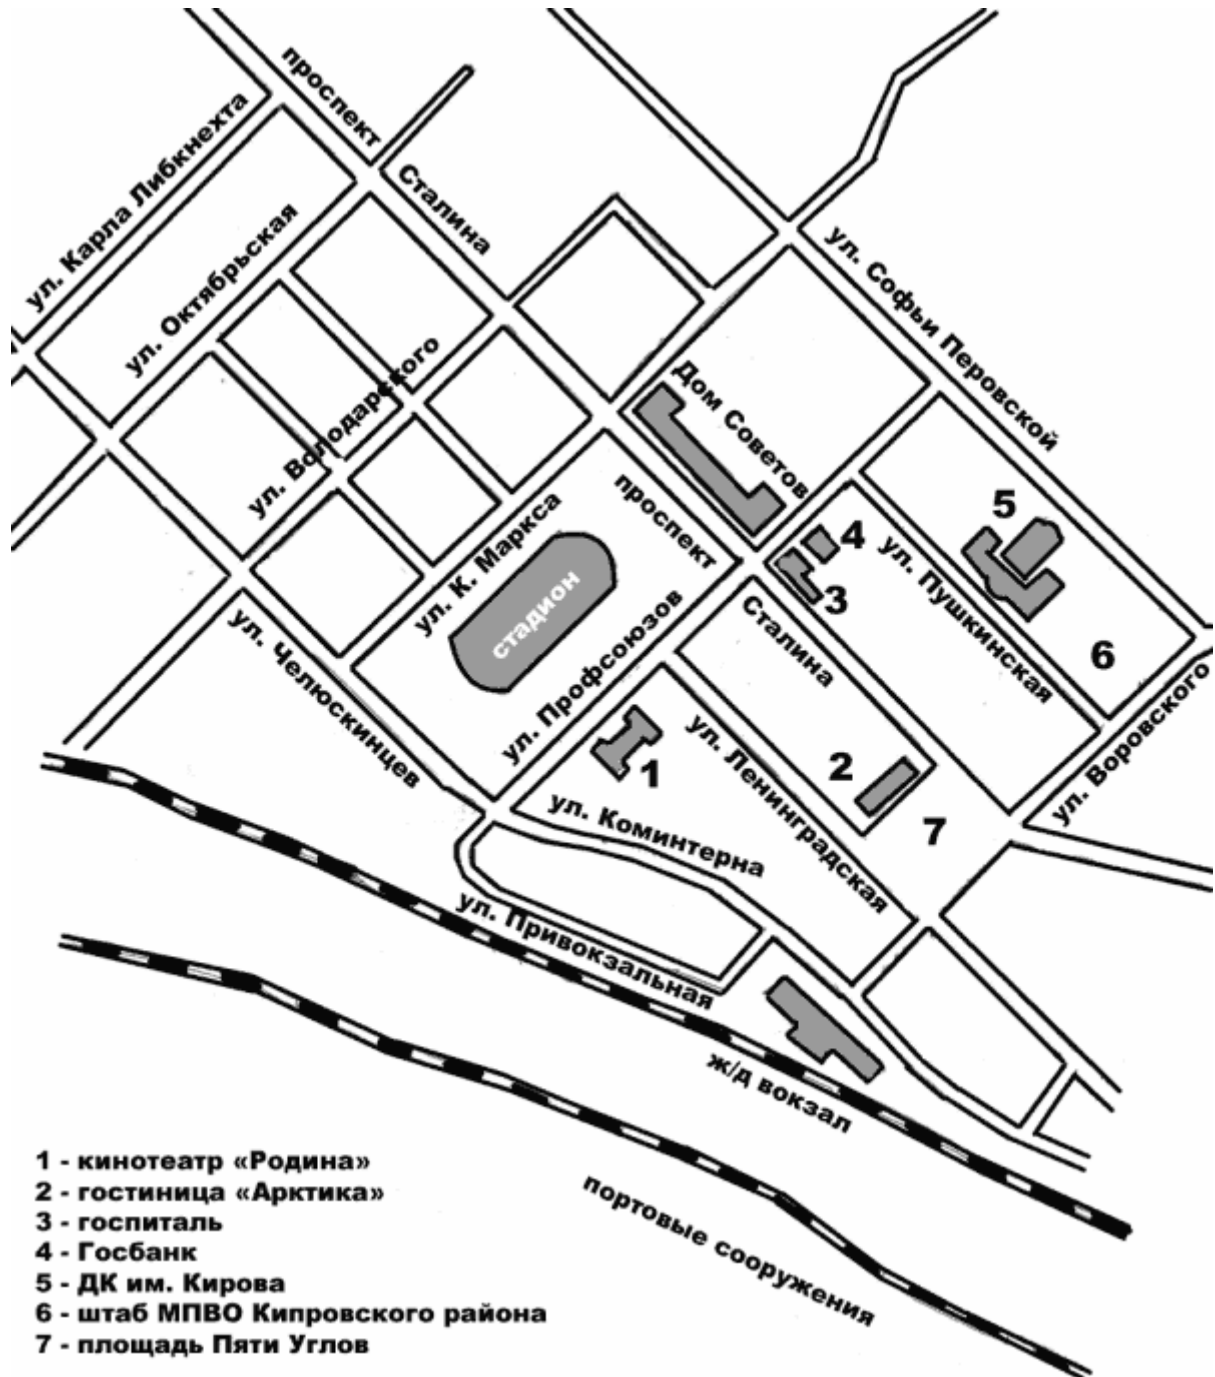 проспект
Сталина
ул. Карла Либкнехта
ул. Октябрьская
ул. Володарского
ул. Софьи Перовской
Дом Советов
ул. К. Маркса
стадион
проспект
Сталина
ул. Профсоюзов
ул. Пушкинская
ул. Челюскинцев
ул. Ленинградская
ул. Воровского
ул. Коминтерна
ул. Привокзальная
ж/д вокзал
портовые сооружения
5
4
3
6
2
1
7
1 - кинотеатр «Родина»
2 - гостиница «Арктика»
3 - госпиталь
4 - Госбанк
5 - ДК им. Кирова
6 - штаб МПВО Кипровского района
7 - площадь Пяти Углов